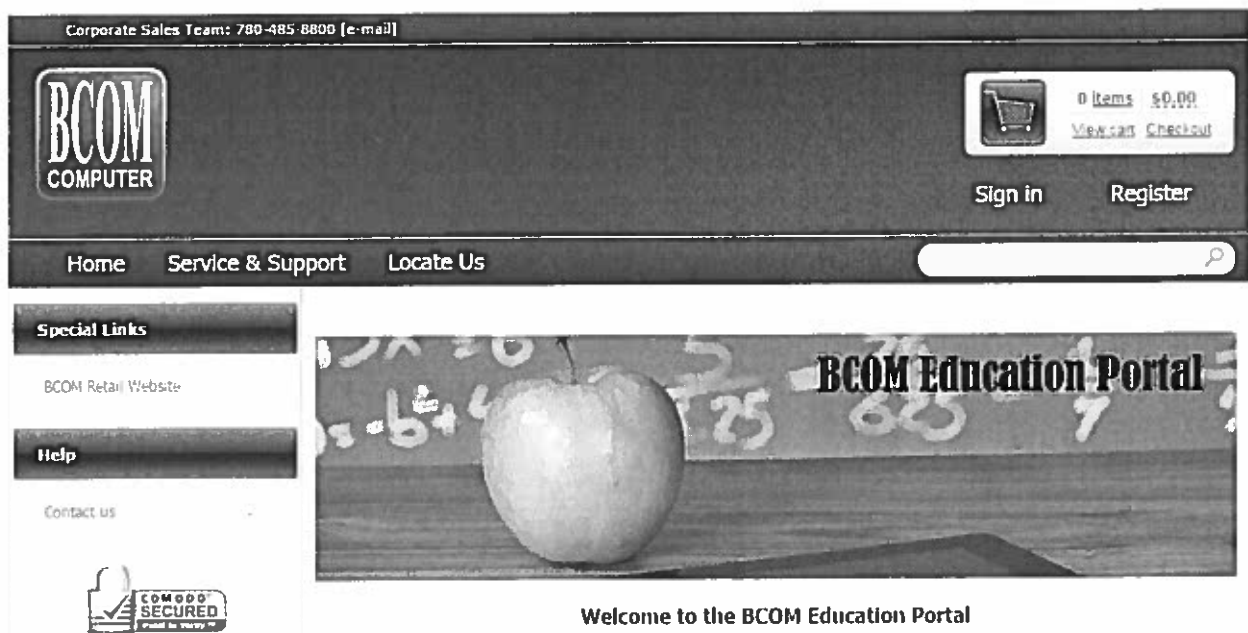 Corporate Sales Team: 780-485-8800 [e-mail]
BCOM
COMPUTER
0 items $0.00
View cart Checkout
Sign in Register
Home Service & Support Locate Us
Special Links
BCOM Retail Website
BCOM Education Portal
Help
Contact us
COMODO
SECURED
Welcome to the BCOM Education Portal